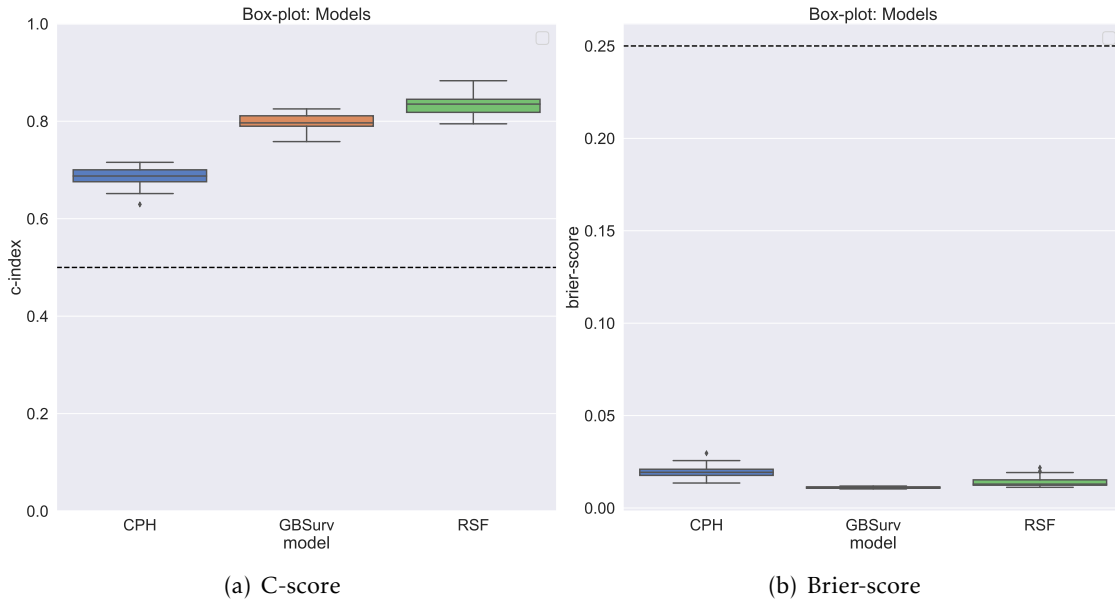 Box-plot: Models
1.0
0.8
0.6
0.4
0.2
0.0
c-index
CPH
GBSurv
RSF
model
(a) C-score
Box-plot: Models
0.25
0.20
0.15
0.10
0.05
0.00
brier-score
CPH
GBSurv
RSF
model
(b) Brier-score